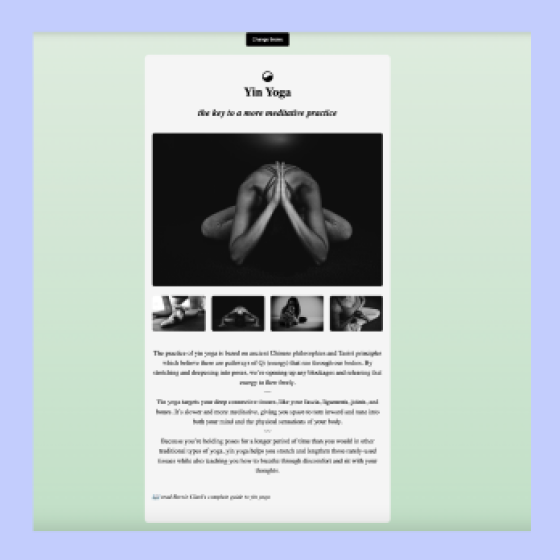 Change theme
Yin Yoga
the key to a more meditative practice
The practice of yin yoga is based on ancient Chinese philosophies and Taoist principles
which believe there are pathways of Qi (energy) that run through our bodies. By
stretching and deepening into poses, we're opening up any blockages and releasing that
energy to flow freely.
Yin yoga targets your deep connective tissues, like your fascia, ligaments, joints, and
bones. It's slower and more meditative, giving you space to turn inward and tune into
both your mind and the physical sensations of your body.
Because you're holding poses for a longer period of time than you would in other
traditional types of yoga, yin yoga helps you stretch and lengthen those rarely-used
tissues while also teaching you how to breathe through discomfort and sit with your
thoughts.
read Bernie Clark's complete guide to yin yoga